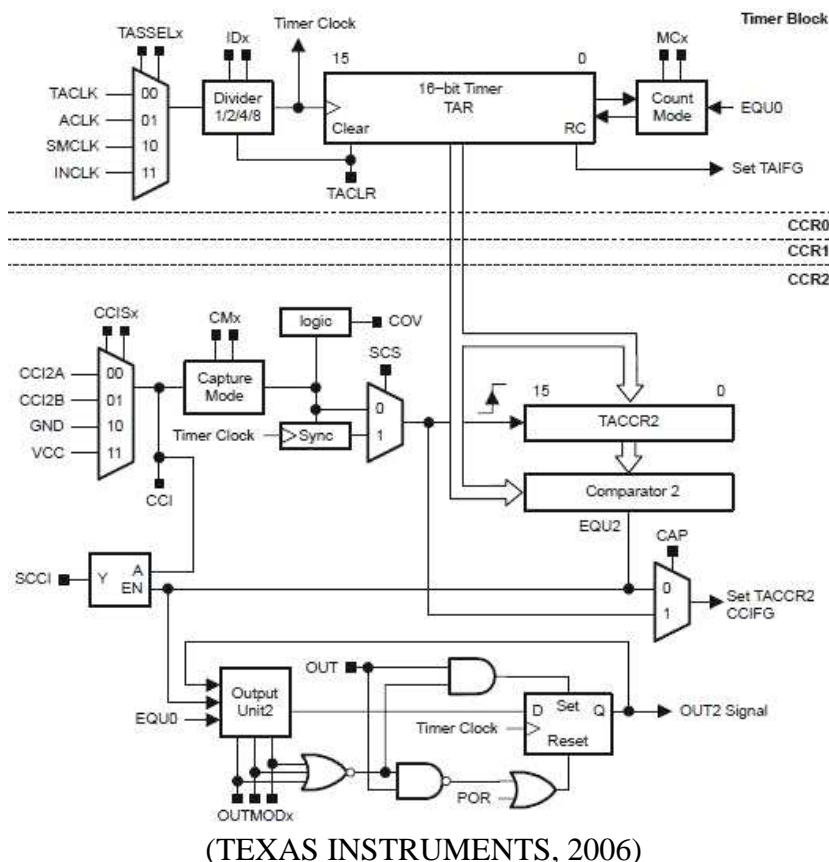 Timer Block
TASSELx
IDx
Timer Clock
15
0
MCx
TACLK
ACLK
SMCLK
INCLK
00
01
10
11
Divider
1/2/4/8
16−bit Timer
TAR
Clear
RC
Count
Mode
EQU0
Set TAIFG
TACLR
CCR0
CCR1
CCR2
CCISx
CMx
logic
COV
SCS
CCI2A
CCI2B
GND
VCC
00
01
10
11
Capture
Mode
0
1
Timer Clock
Sync
15
0
TACCR2
Comparator 2
CCI
EQU2
CAP
SCCI
Y
A
EN
0
1
Set TACCR2
CCIFG
OUT
Output
Unit2
EQU0
D
Set
Q
OUT2 Signal
Timer Clock
Reset
POR
OUTMODx
(TEXAS INSTRUMENTS, 2006)